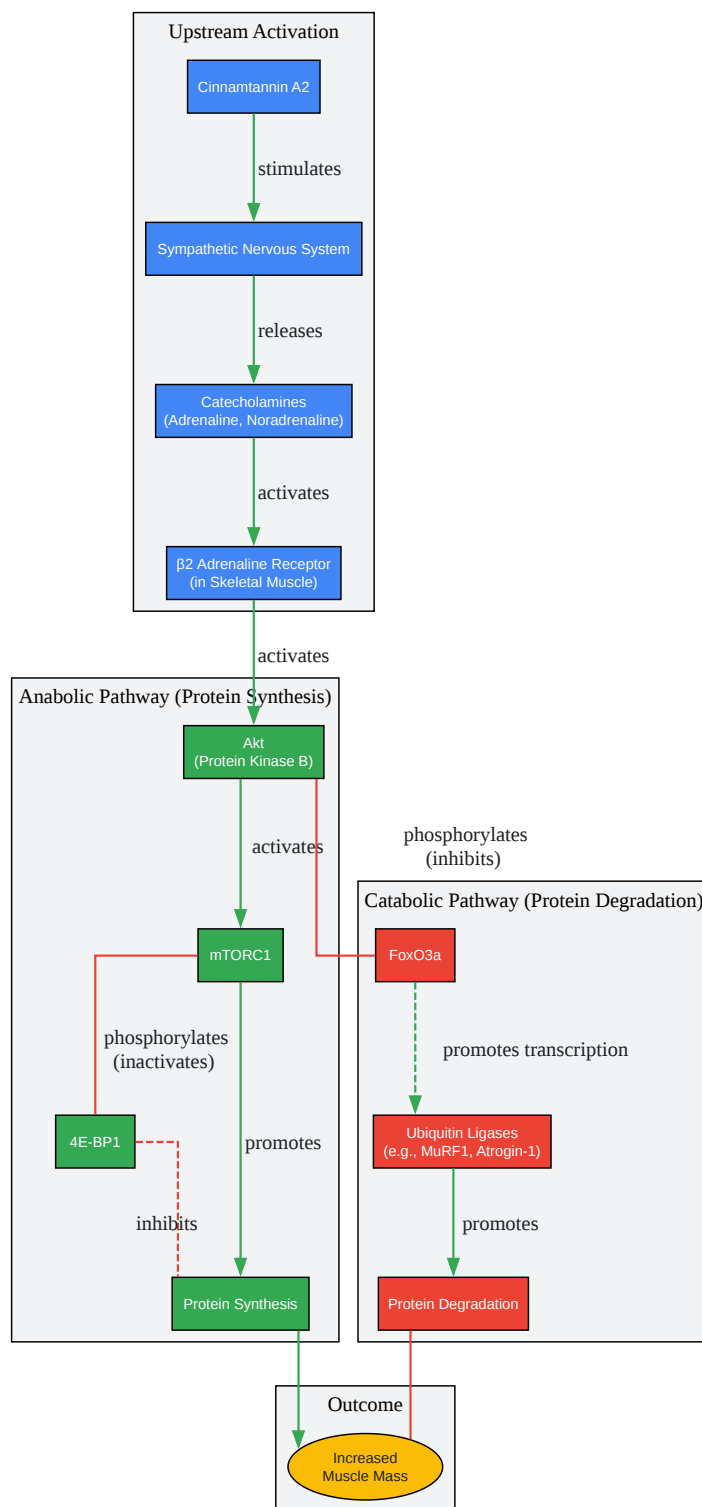 Upstream Activation
Cinnamtannin A2
stimulates
Sympathetic Nervous System
releases
Catecholamines
(Adrenaline, Noradrenaline)
activates
β2 Adrenaline Receptor
(in Skeletal Muscle)
activates
Anabolic Pathway (Protein Synthesis)
Akt
(Protein Kinase B)
activates
phosphorylates
(inhibits)
Catabolic Pathway (Protein Degradation)
mTORC1
FoxO3a
phosphorylates
(inactivates)
promotes transcription
4E-BP1
promotes
Ubiquitin Ligases
(e.g., MuRF1, Atrogin-1)
inhibits
promotes
Protein Synthesis
Protein Degradation
Outcome
Increased
Muscle Mass